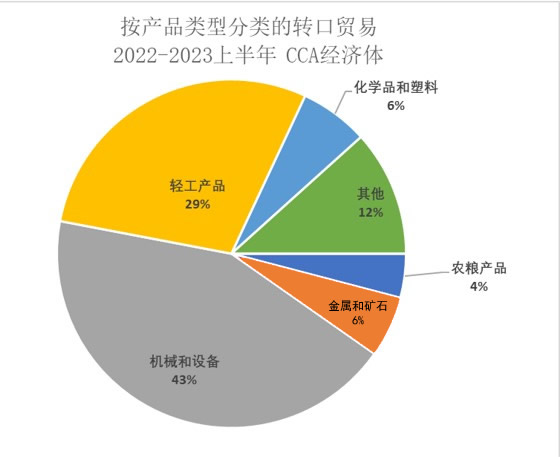 按产品类型分类的转口贸易
2022-2023上半年 CCA经济体
化学品和塑料
6%
轻工产品
29%
其他
12%
农粮产品
4%
金属和矿石
6%
机械和设备
43%